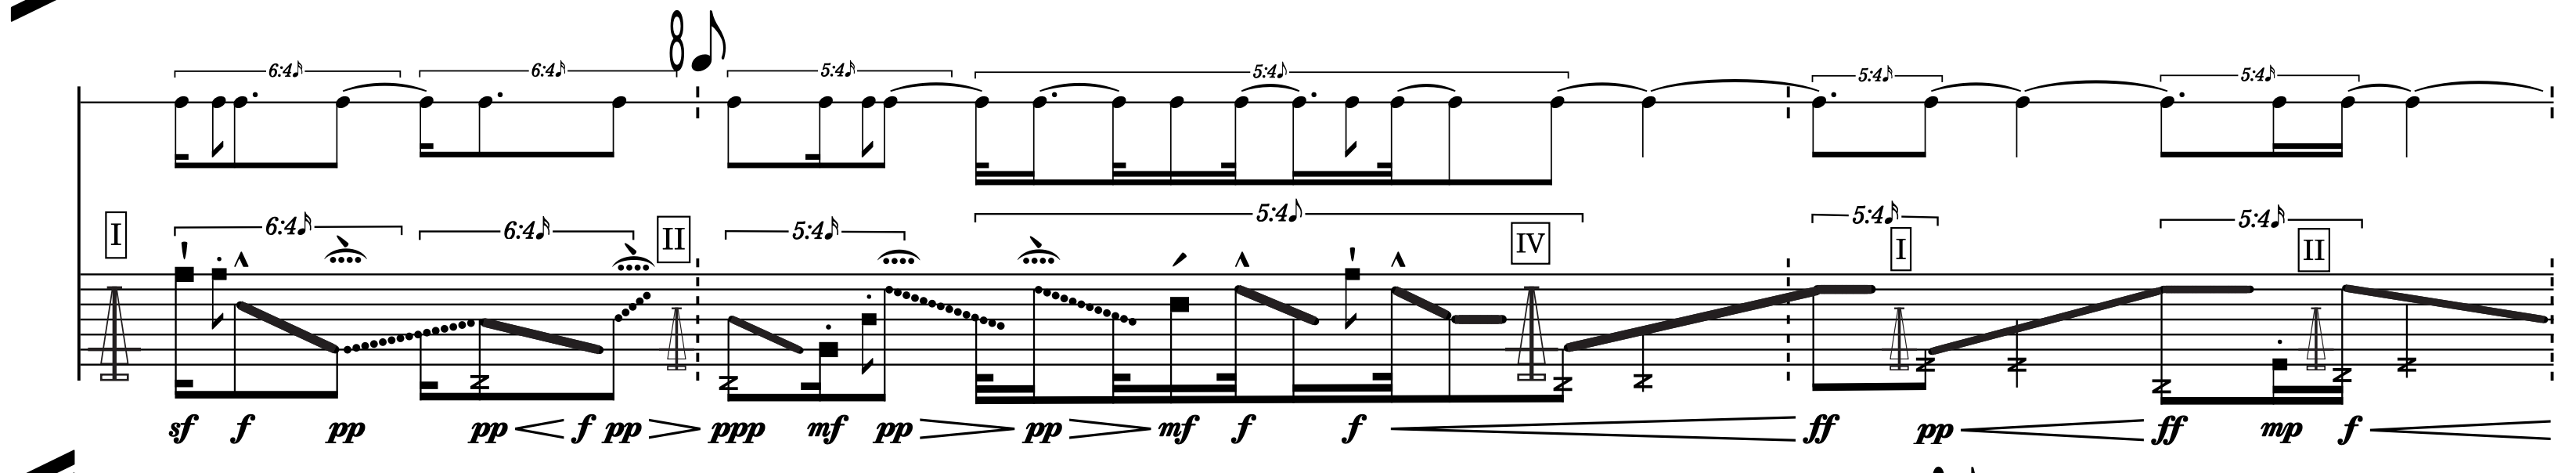 8
6:4 6:4 5:4 5:4 5:4 5:4
I 6:4 6:4 II 5:4 5:4 IV 5:4 I 5:4 II
sf f pp pp f pp ppp mf pp pp mf f f ff pp ff mp f